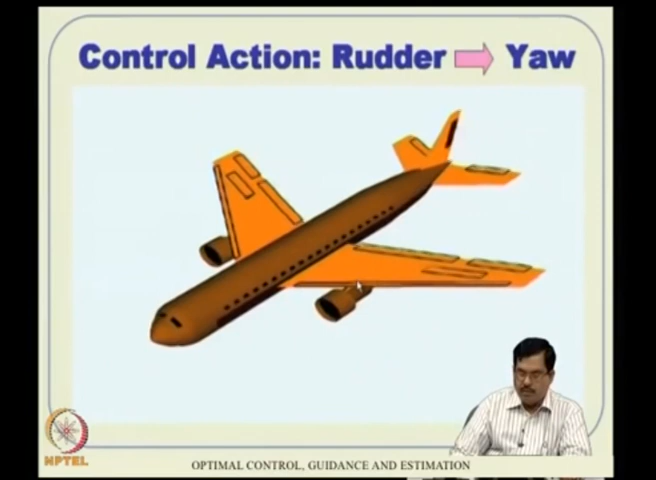 Control Action: Rudder Yaw
NPTEL
OPTIMAL CONTROL, GUIDANCE AND ESTIMATION